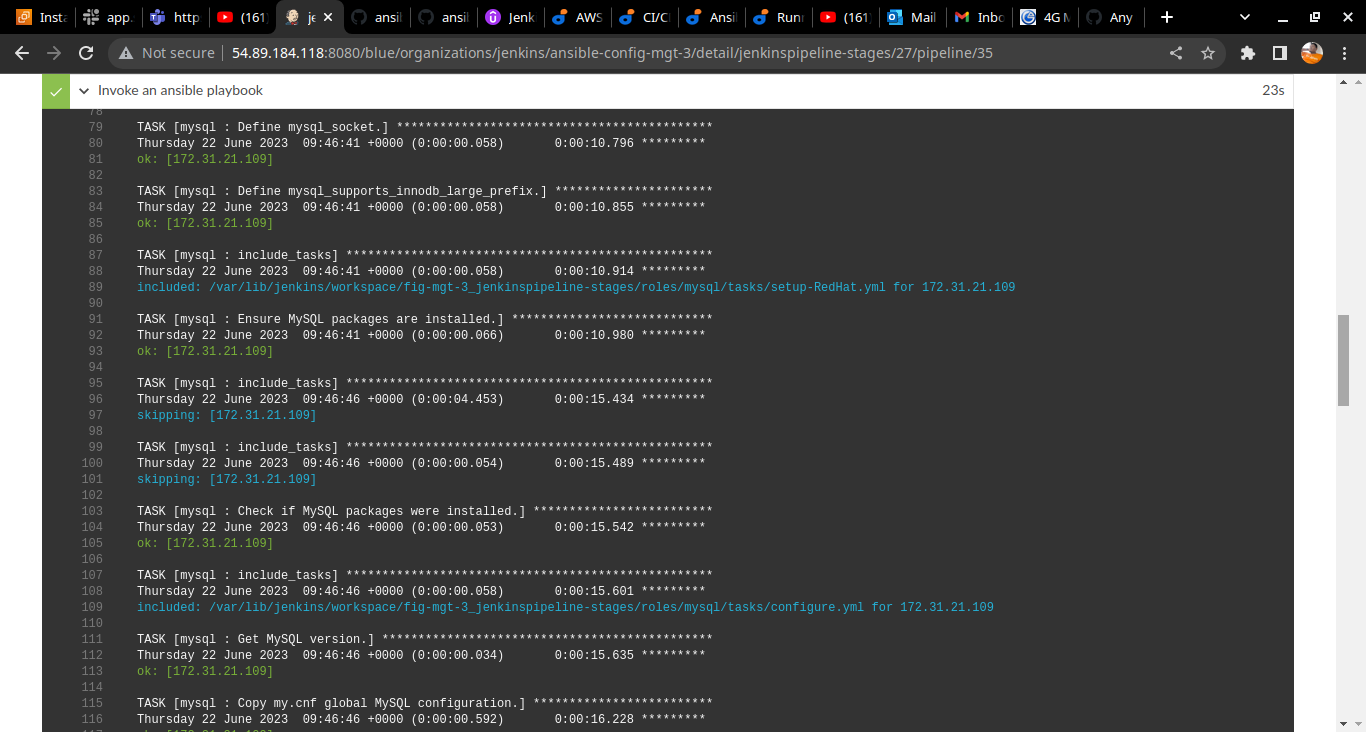 Insta
app.
http
(161)
je
ansil
ansil
Jenk
AWS
CI/C
Ansi
Runn
(161)
Mail
Inbo
4G M
Any
Not secure
54.89.184.118:8080/blue/organizations/jenkins/ansible-config-mgt-3/detail/jenkinspipeline-stages/27/pipeline/35
Invoke an ansible playbook 23s
78
79 TASK [mysql : Define mysql_socket.] ********************************************
80 Thursday 22 June 2023  09:46:41 +0000 (0:00:00.058)       0:00:10.796 *********
81 ok: [172.31.21.109]
82
83 TASK [mysql : Define mysql_supports_innodb_large_prefix.] **********************
84 Thursday 22 June 2023  09:46:41 +0000 (0:00:00.058)       0:00:10.855 *********
85 ok: [172.31.21.109]
86
87 TASK [mysql : include_tasks] ***************************************************
88 Thursday 22 June 2023  09:46:41 +0000 (0:00:00.058)       0:00:10.914 *********
89 included: /var/lib/jenkins/workspace/fig-mgt-3_jenkinspipeline-stages/roles/mysql/tasks/setup-RedHat.yml for 172.31.21.109
90
91 TASK [mysql : Ensure MySQL packages are installed.] ****************************
92 Thursday 22 June 2023  09:46:41 +0000 (0:00:00.066)       0:00:10.980 *********
93 ok: [172.31.21.109]
94
95 TASK [mysql : include_tasks] ***************************************************
96 Thursday 22 June 2023  09:46:46 +0000 (0:00:04.453)       0:00:15.434 *********
97 skipping: [172.31.21.109]
98
99 TASK [mysql : include_tasks] ***************************************************
100 Thursday 22 June 2023  09:46:46 +0000 (0:00:00.054)       0:00:15.489 *********
101 skipping: [172.31.21.109]
102
103 TASK [mysql : Check if MySQL packages were installed.] *************************
104 Thursday 22 June 2023  09:46:46 +0000 (0:00:00.053)       0:00:15.542 *********
105 ok: [172.31.21.109]
106
107 TASK [mysql : include_tasks] ***************************************************
108 Thursday 22 June 2023  09:46:46 +0000 (0:00:00.058)       0:00:15.601 *********
109 included: /var/lib/jenkins/workspace/fig-mgt-3_jenkinspipeline-stages/roles/mysql/tasks/configure.yml for 172.31.21.109
110
111 TASK [mysql : Get MySQL version.] **********************************************
112 Thursday 22 June 2023  09:46:46 +0000 (0:00:00.034)       0:00:15.635 *********
113 ok: [172.31.21.109]
114
115 TASK [mysql : Copy my.cnf global MySQL configuration.] *************************
116 Thursday 22 June 2023  09:46:46 +0000 (0:00:00.592)       0:00:16.228 *********